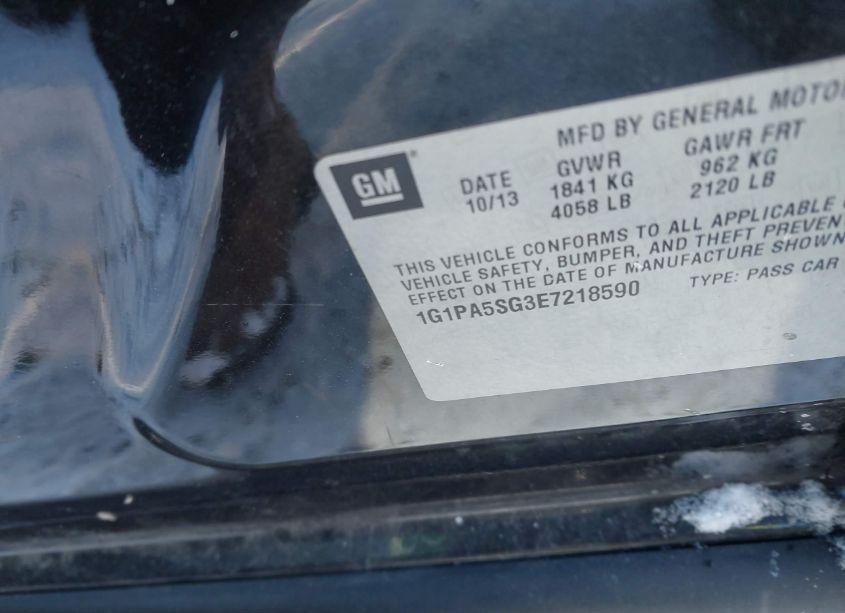 MFD BY GENERAL MOTO
GM
DATE GVWR GAWR FRT
10/13 1841 KG 962 KG
4058 LB 2120 LB
THIS VEHICLE CONFORMS TO ALL APPLICABLE
VEHICLE SAFETY, BUMPER, AND THEFT PREVEN
EFFECT ON THE DATE OF MANUFACTURE SHOWN
1G1PA5SG3E7218590 TYPE: PASS CAR